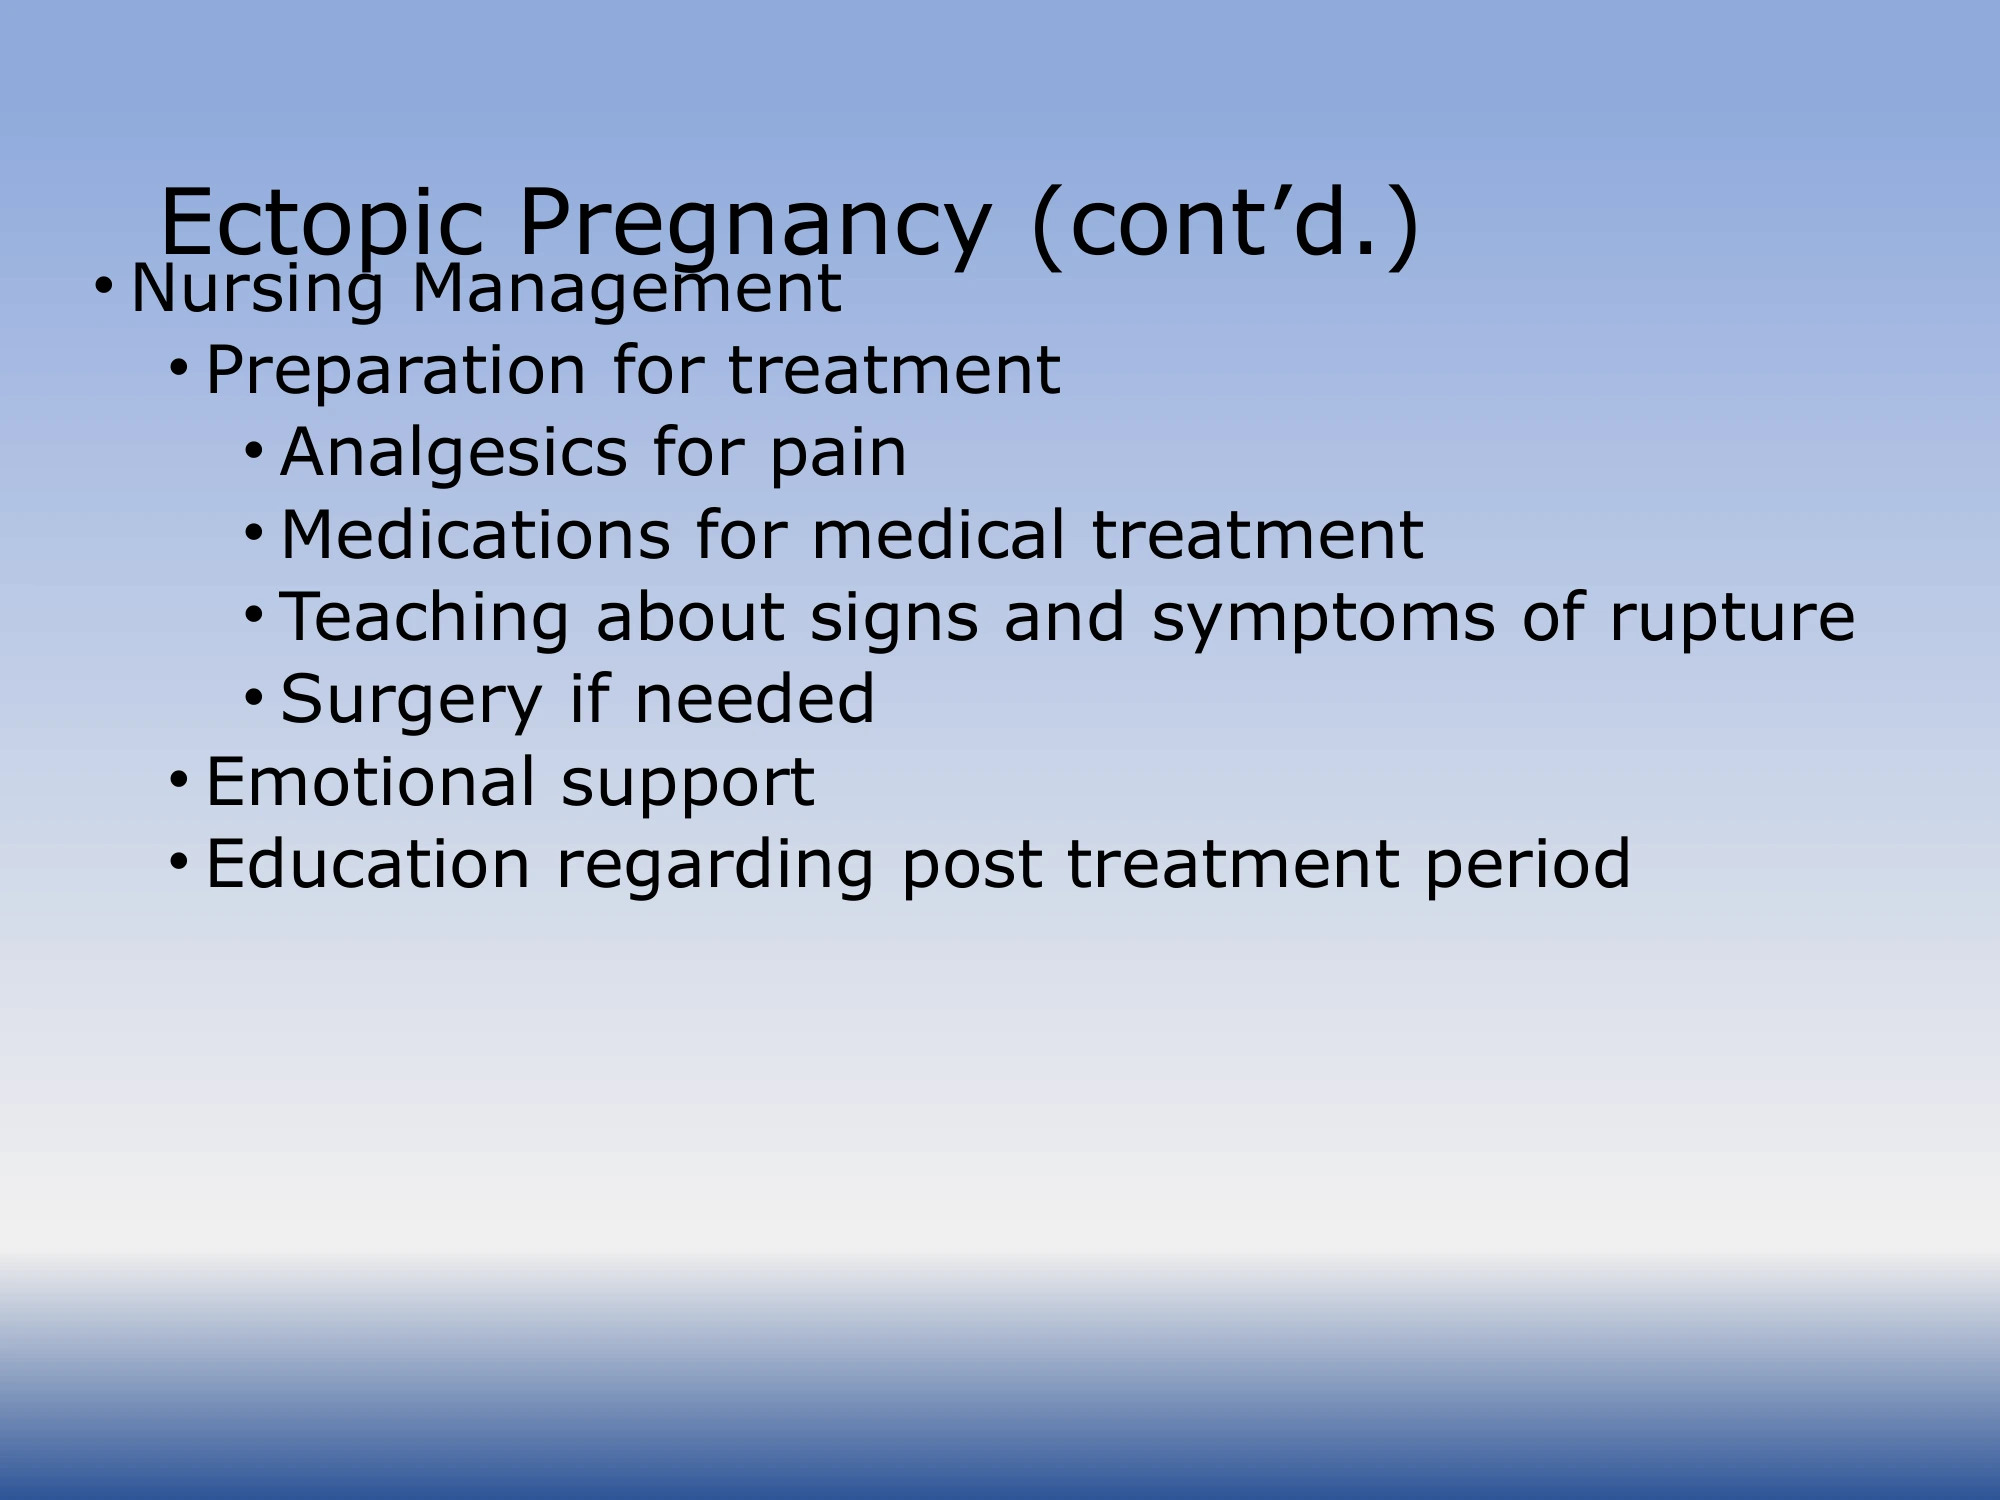 Ectopic Pregnancy (cont’d.)
• Nursing Management
• Preparation for treatment
• Analgesics for pain
• Medications for medical treatment
• Teaching about signs and symptoms of rupture
• Surgery if needed
• Emotional support
• Education regarding post treatment period